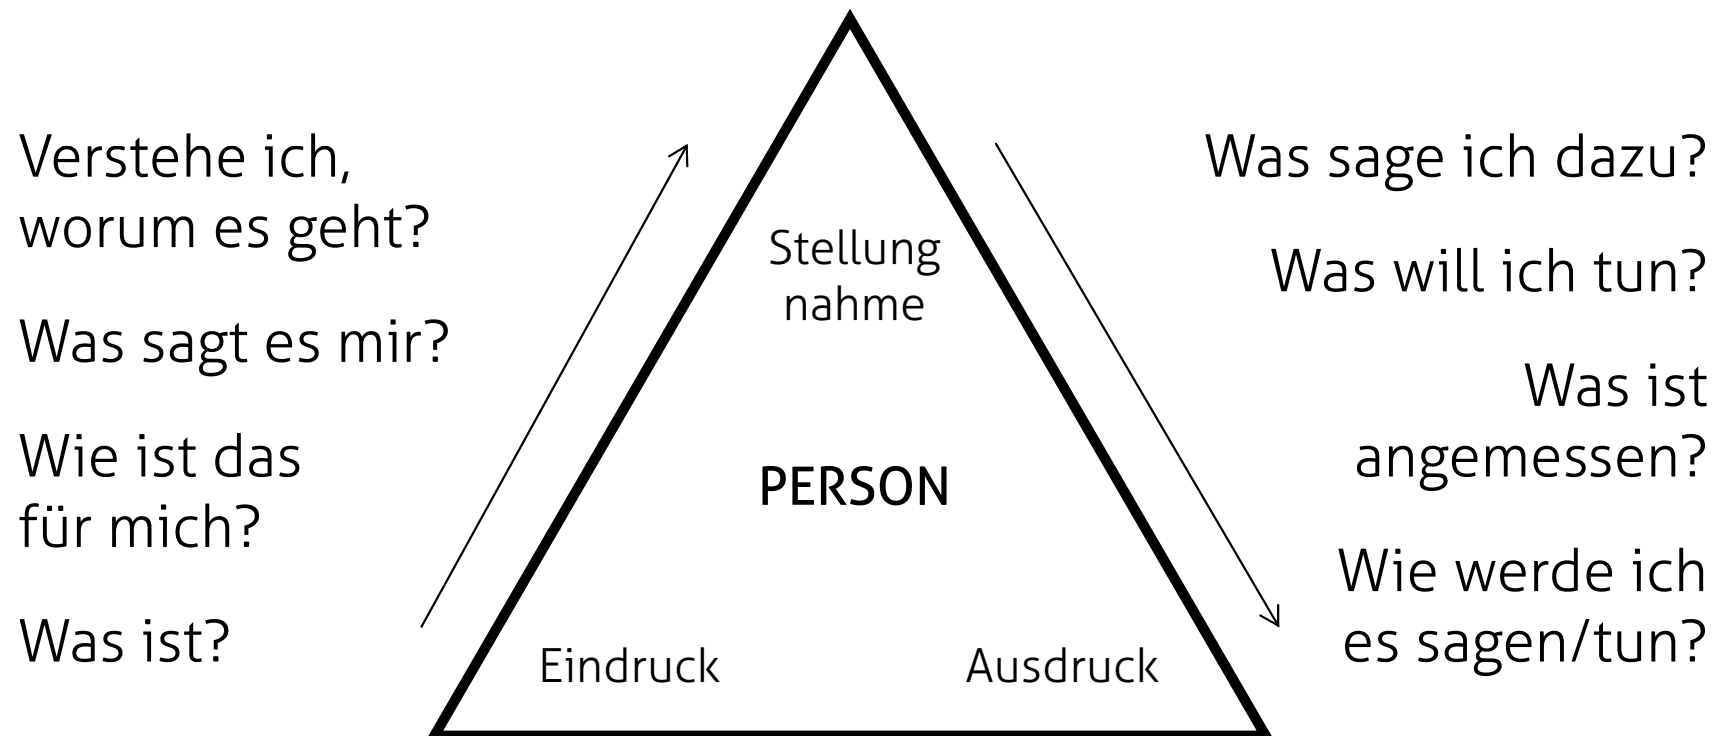 Verstehe ich,
worum es geht?
Was sagt es mir?
Wie ist das
für mich?
Was ist?
Stellung
nahme
PERSON
Eindruck
Ausdruck
Was sage ich dazu?
Was will ich tun?
Was ist
angemessen?
Wie werde ich
es sagen/tun?